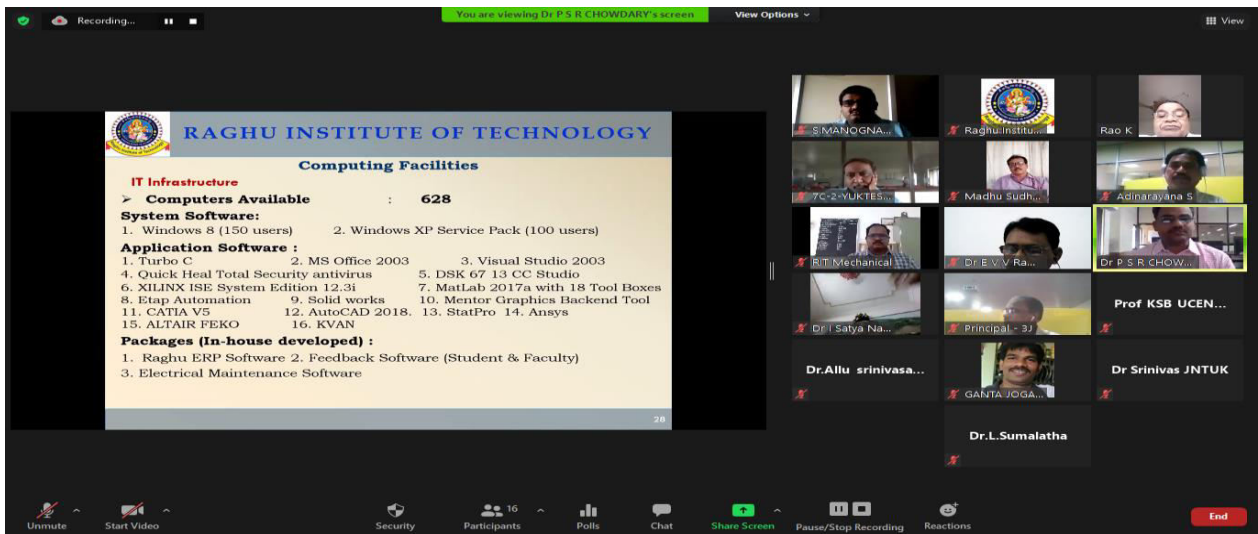 Recording...
You are viewing Dr P S R CHOWDARY's screen
View Options
View
RAGHU INSTITUTE OF TECHNOLOGY
Computing Facilities
IT Infrastructure
➢ Computers Available : 628
System Software:
1. Windows 8 (150 users) 2. Windows XP Service Pack (100 users)
Application Software :
1. Turbo C 2. MS Office 2003 3. Visual Studio 2003
4. Quick Heal Total Security antivirus 5. DSK 67 13 CC Studio
6. XILINX ISE System Edition 12.3i 7. MatLab 2017a with 18 Tool Boxes
8. Etap Automation 9. Solid works 10. Mentor Graphics Backend Tool
11. CATIA V5 12. AutoCAD 2018. 13. StatPro 14. Ansys
15. ALTAIR FEKO 16. KVAN
Packages (In-house developed) :
1. Raghu ERP Software 2. Feedback Software (Student & Faculty)
3. Electrical Maintenance Software
28
S MANOGNA...
Raghu Institu...
Rao K
7C-2-YUKTES...
Madhu Sudh...
Adinarayana S
RIT Mechanical
Dr E V V Ra...
Dr P S R CHOW...
Dr I Satya Na...
Principal - 3J
Prof KSB UCEN...
Dr.Allu srinivasa...
GANTA JOGA...
Dr Srinivas JNTUK
Dr.L.Sumalatha
Unmute
Start Video
Security
Participants
16
Polls
Chat
Share Screen
Pause/Stop Recording
Reactions
End